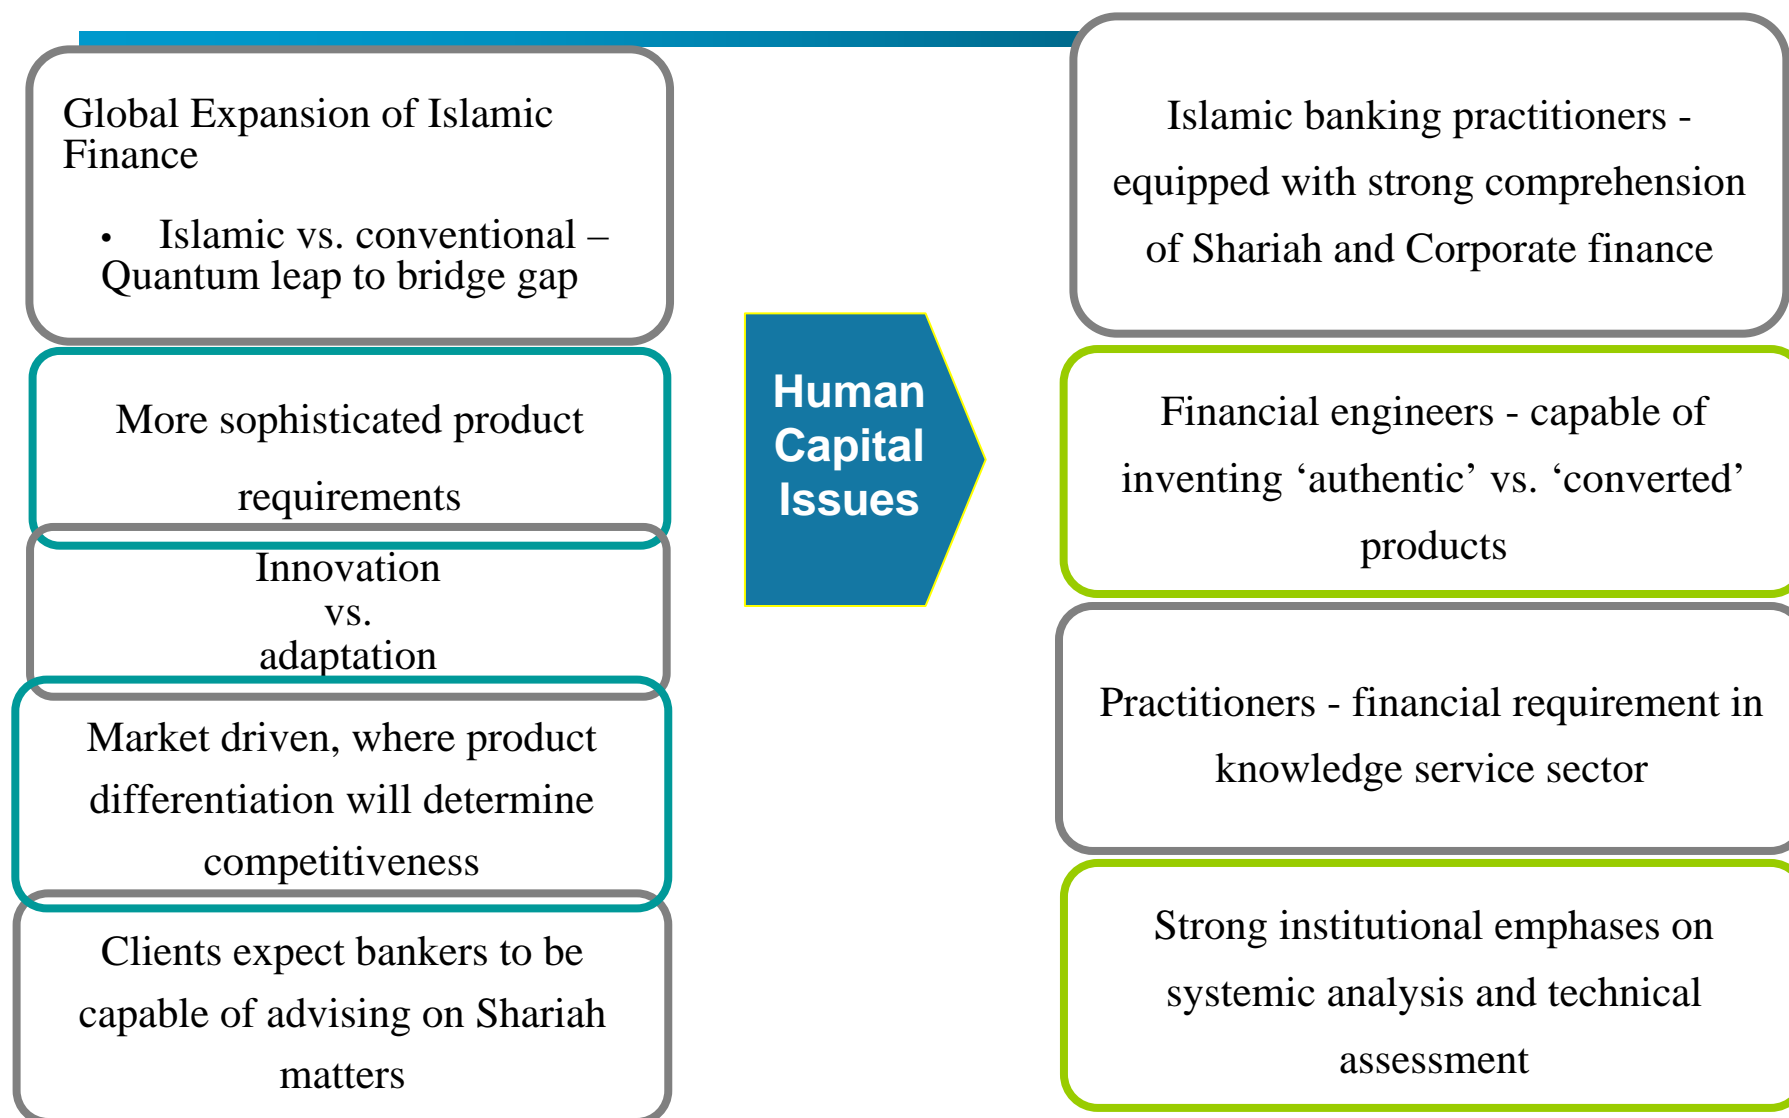 Global Expansion of Islamic
Finance
• Islamic vs. conventional –
Quantum leap to bridge gap
More sophisticated product
requirements
Innovation
vs.
adaptation
Market driven, where product
differentiation will determine
competitiveness
Clients expect bankers to be
capable of advising on Shariah
matters
Human
Capital
Issues
Islamic banking practitioners -
equipped with strong comprehension
of Shariah and Corporate finance
Financial engineers - capable of
inventing ‘authentic’ vs. ‘converted’
products
Practitioners - financial requirement in
knowledge service sector
Strong institutional emphases on
systemic analysis and technical
assessment